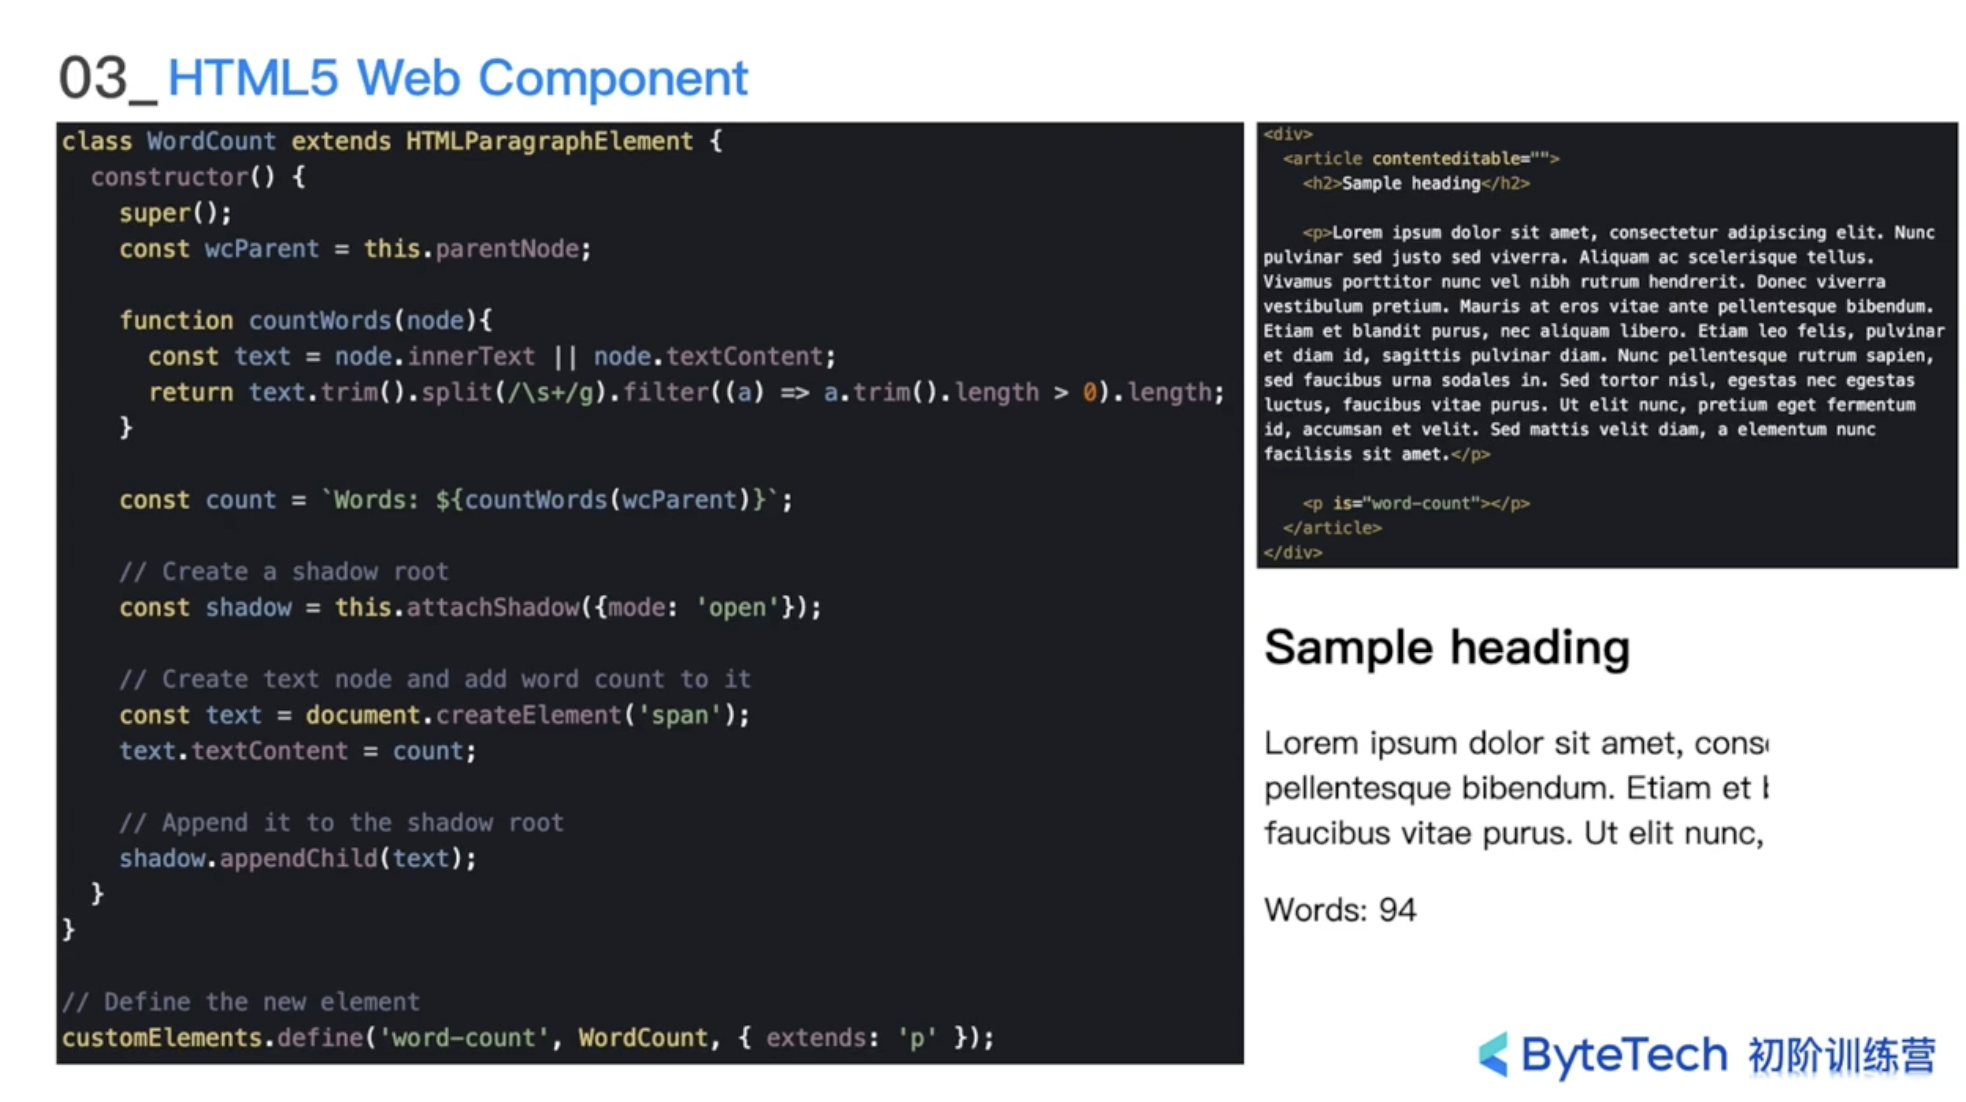 03_ HTML5 Web Component
class WordCount extends HTMLParagraphElement {
constructor() {
super();
const wcParent = this.parentNode;
function countWords(node){
const text = node.innerText || node.textContent;
return text.trim().split(/\s+/g).filter((a) => a.trim().length > 0).length;
}
const count = `Words: ${countWords(wcParent)}`;
// Create a shadow root
const shadow = this.attachShadow({mode: 'open'});
// Create text node and add word count to it
const text = document.createElement('span');
text.textContent = count;
// Append it to the shadow root
shadow.appendChild(text);
}
}
// Define the new element
customElements.define('word-count', WordCount, { extends: 'p' });
<div>
<article contenteditable="">
<h2>Sample heading</h2>
<p>Lorem ipsum dolor sit amet, consectetur adipiscing elit. Nunc
pulvinar sed justo sed viverra. Aliquam ac scelerisque tellus.
Vivamus porttitor nunc vel nibh rutrum hendrerit. Donec viverra
vestibulum pretium. Mauris at eros vitae ante pellentesque bibendum.
Etiam et blandit purus, nec aliquam libero. Etiam leo felis, pulvinar
et diam id, sagittis pulvinar diam. Nunc pellentesque rutrum sapien,
sed faucibus urna sodales in. Sed tortor nisl, egestas nec egestas
luctus, faucibus vitae purus. Ut elit nunc, pretium eget fermentum
id, accumsan et velit. Sed mattis velit diam, a elementum nunc
facilisis sit amet.</p>
<p is="word-count"></p>
</article>
</div>
Sample heading
Lorem ipsum dolor sit amet,
pellentesque bibendum. Etiam et
faucibus vitae purus. Ut elit nunc,
Words: 94
ByteTech 初阶训练营